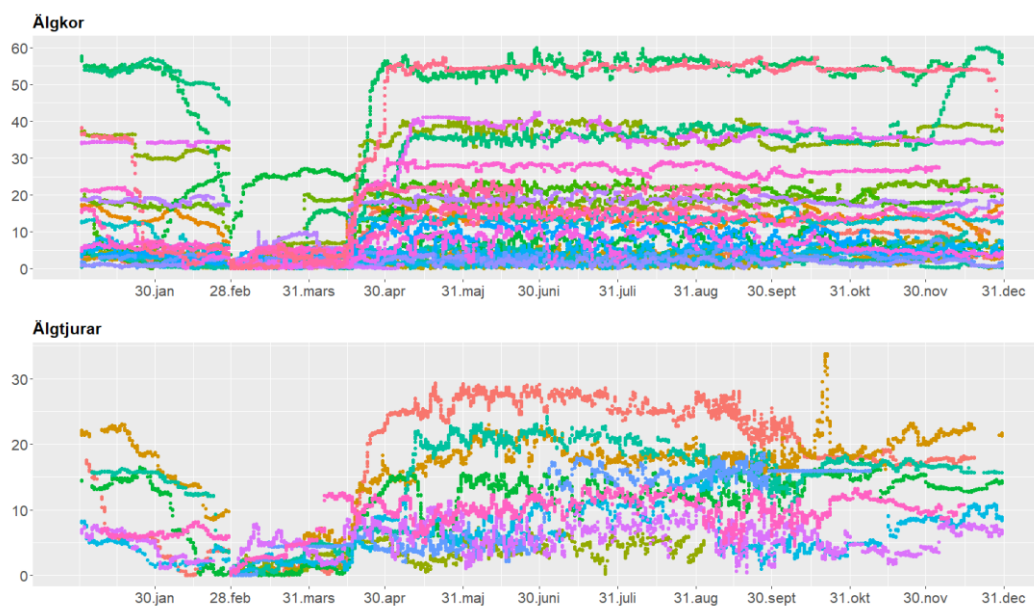 Älgkor
60
50
40
30
20
10
0
30.jan 28.feb 31.mars 30.apr 31.maj 30.juni 31.juli 31.aug 30.sept 31.okt 30.nov 31.dec
Älgtjurar
30
20
10
0
30.jan 28.feb 31.mars 30.apr 31.maj 30.juni 31.juli 31.aug 30.sept 31.okt 30.nov 31.dec